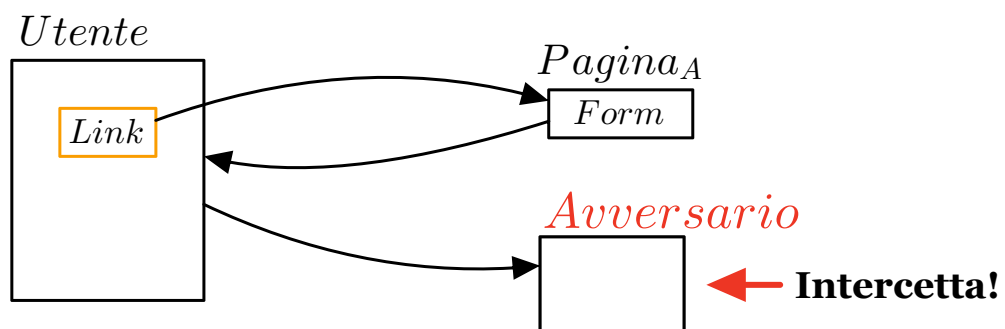 Utente
Pagina_A
Link
Form
Avversario
Intercetta!